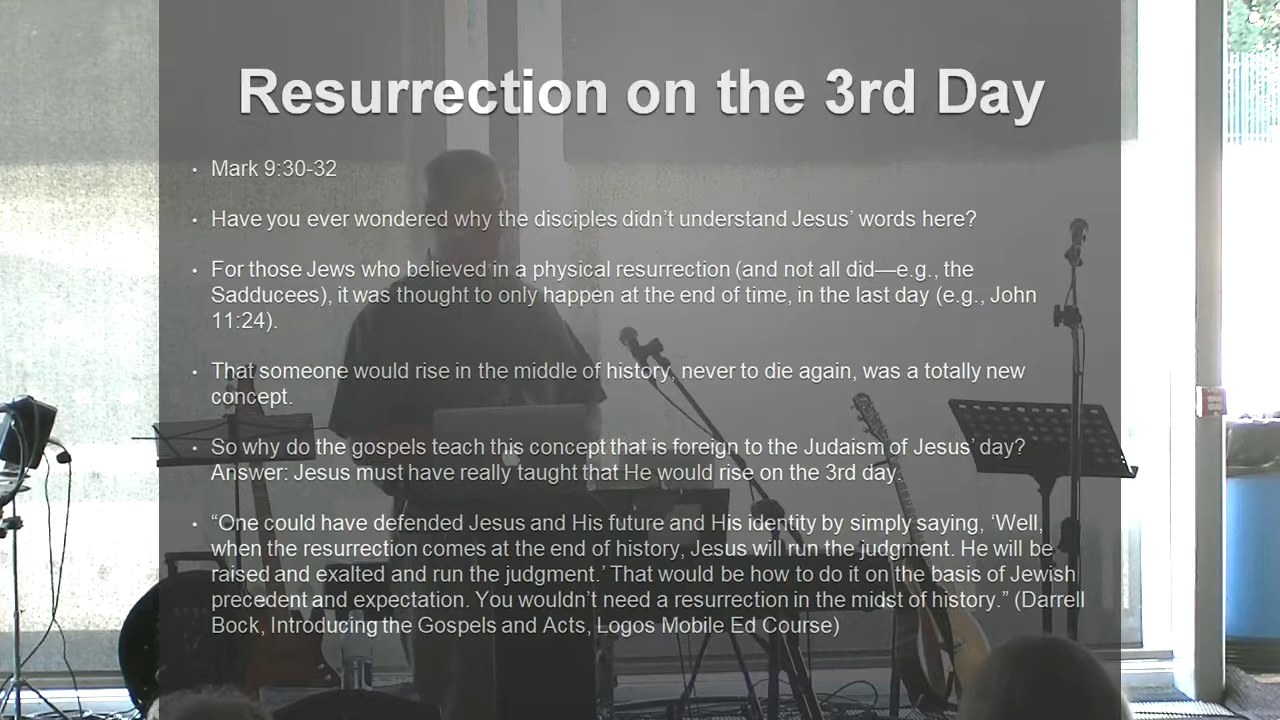 Resurrection on the 3rd Day
• Mark 9:30-32
• Have you ever wondered why the disciples didn’t understand Jesus’ words here?
• For those Jews who believed in a physical resurrection (and not all did—e.g., the
Sadducees), it was thought to only happen at the end of time, in the last day (e.g., John
11:24).
• That someone would rise in the middle of history, never to die again, was a totally new
concept.
• So why do the gospels teach this concept that is foreign to the Judaism of Jesus’ day?
Answer: Jesus must have really taught that He would rise on the 3rd day.
• “One could have defended Jesus and His future and His identity by simply saying, ‘Well,
when the resurrection comes at the end of history, Jesus will run the judgment. He will be
raised and exalted and run the judgment.’ That would be how to do it on the basis of Jewish
precedent and expectation. You wouldn’t need a resurrection in the midst of history.” (Darrell
Bock, Introducing the Gospels and Acts, Logos Mobile Ed Course)